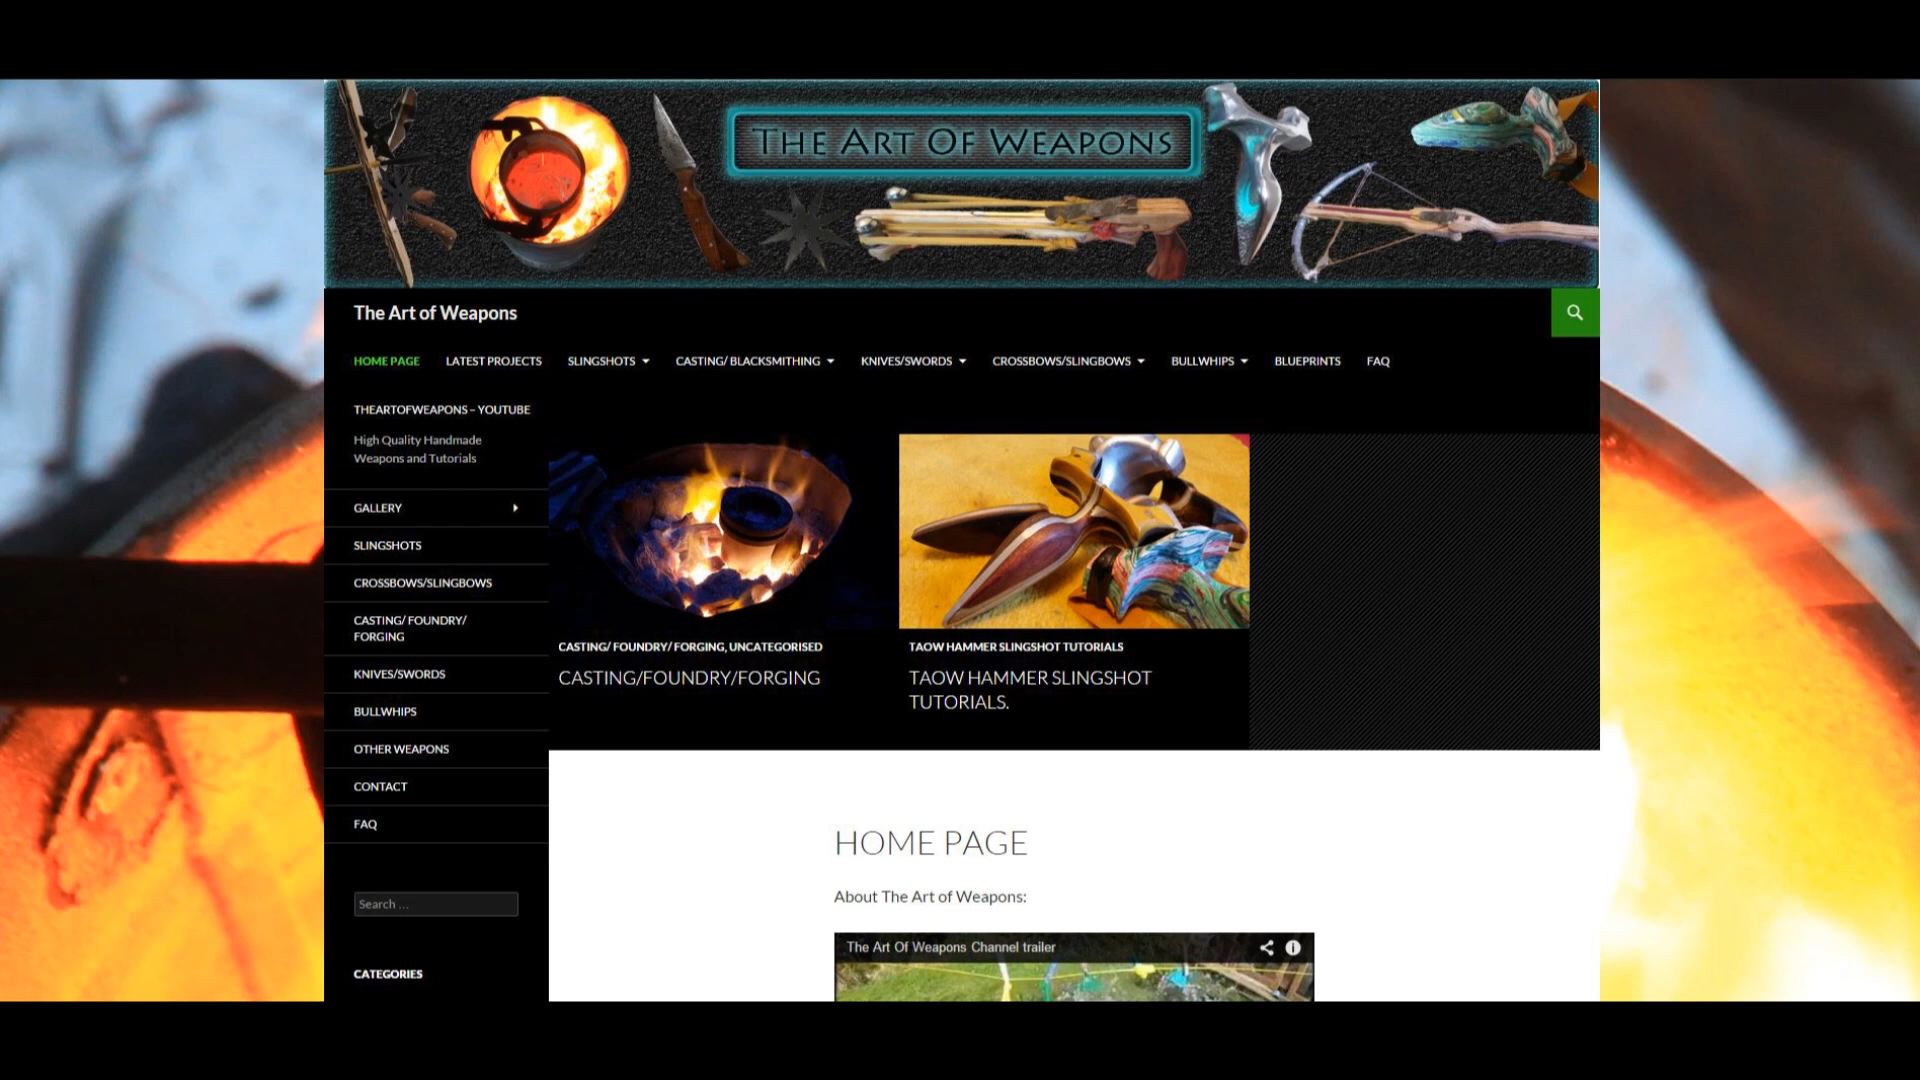 THE ART OF WEAPONS
The Art of Weapons
HOME PAGE LATEST PROJECTS SLINGSHOTS CASTING/ BLACKSMITHING KNIVES/SWORDS CROSSBOWS/SLINGBOWS BULLWHIPS BLUEPRINTS FAQ
THEARTOFWEAPONS – YOUTUBE
High Quality Handmade
Weapons and Tutorials
GALLERY
SLINGSHOTS
CROSSBOWS/SLINGBOWS
CASTING/ FOUNDRY/
FORGING
KNIVES/SWORDS
BULLWHIPS
OTHER WEAPONS
CONTACT
FAQ
Search ...
CATEGORIES
CASTING/ FOUNDRY/ FORGING, UNCATEGORISED
CASTING/FOUNDRY/FORGING
TAOW HAMMER SLINGSHOT TUTORIALS
TAOW HAMMER SLINGSHOT
TUTORIALS.
HOME PAGE
About The Art of Weapons:
The Art Of Weapons Channel trailer